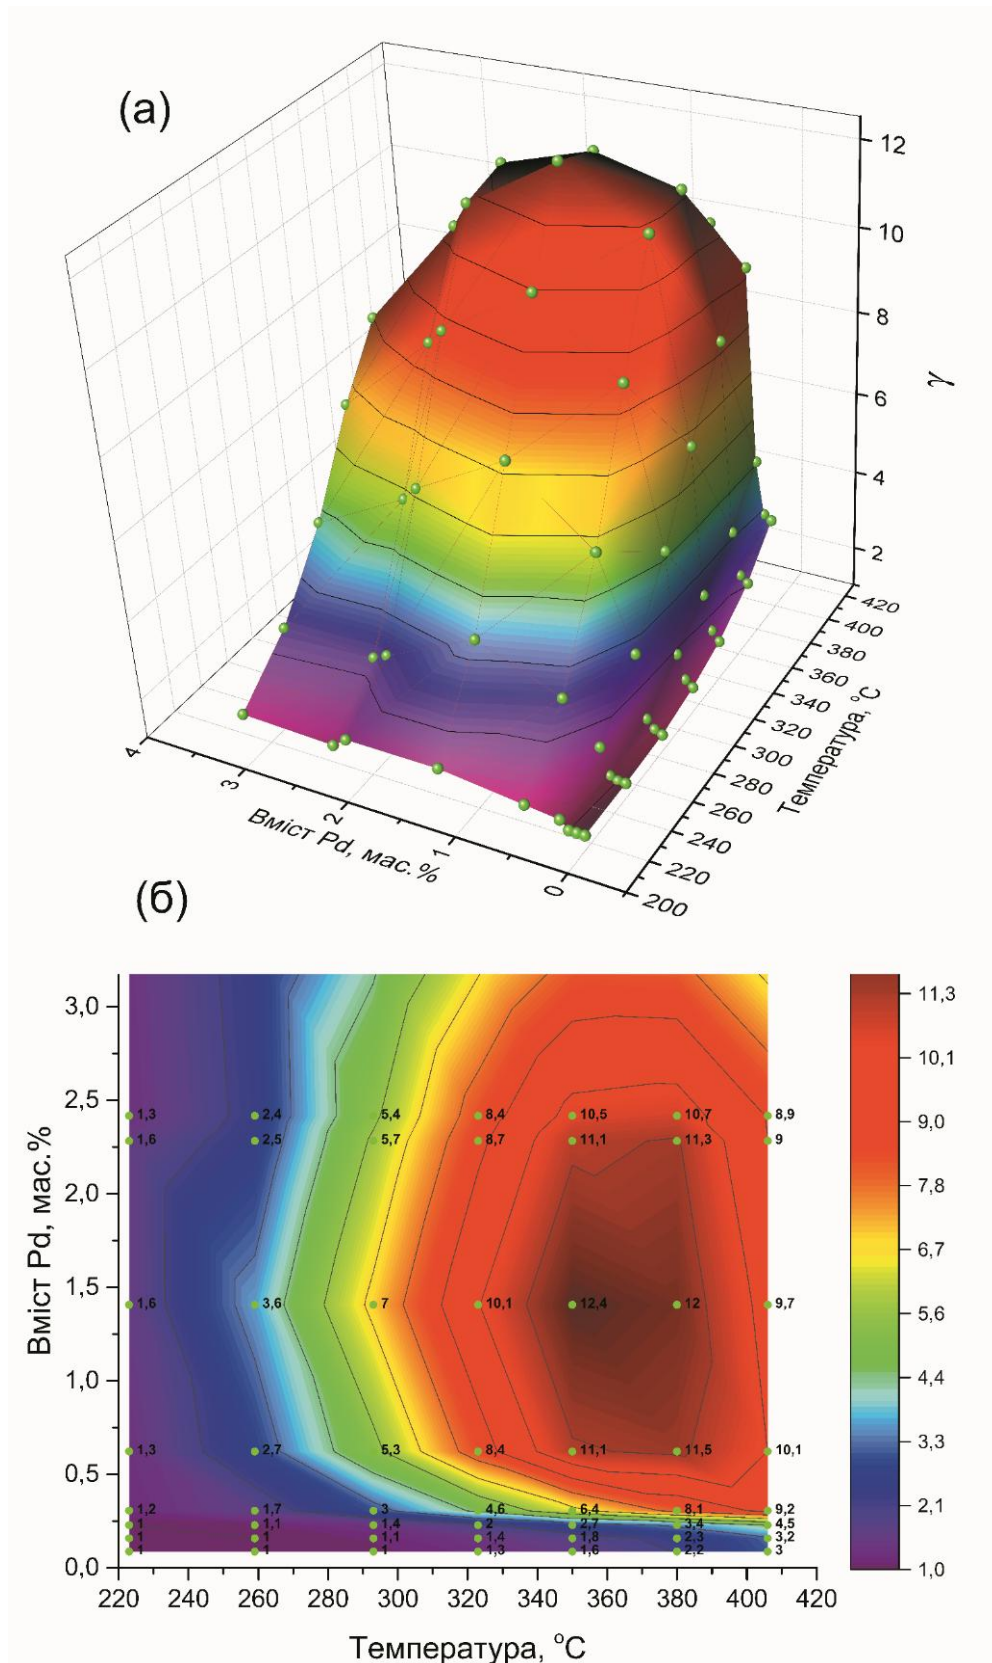 (а)
12
10
8
6
4
2
γ
420
400
380
360
340
320
300
280
260
240
220
200
Температура, °С
4
3
2
1
0
Вміст Pd, мас.%
(б)
3,0
2,5
2,0
1,5
1,0
0,5
0,0
Вміст Pd, мас.%
1,3 2,4 5,4 8,4 10,5 10,7 8,9
1,6 2,5 5,7 8,7 11,1 11,3 9
1,6 3,6 7 10,1 12,4 12 9,7
1,3 2,7 5,3 8,4 11,1 11,5 10,1
1,2 1,7 3 4,6 6,4 8,1 9,2
1 1,1 1,4 2 2,7 3,4 4,5
1 1 1,1 1,4 1,8 2,3 3,2
1 1 1 1,3 1,6 2,2 3
220 240 260 280 300 320 340 360 380 400 420
Температура, °С
11,3
10,1
9,0
7,8
6,7
5,6
4,4
3,3
2,1
1,0